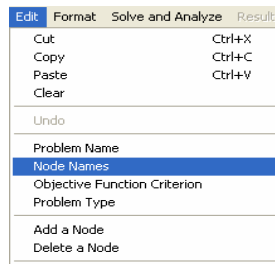 Edit Format Solve and Analyze Result
Cut Ctrl+X
Copy Ctrl+C
Paste Ctrl+V
Clear
Undo
Problem Name
Node Names
Objective Function Criterion
Problem Type
Add a Node
Delete a Node